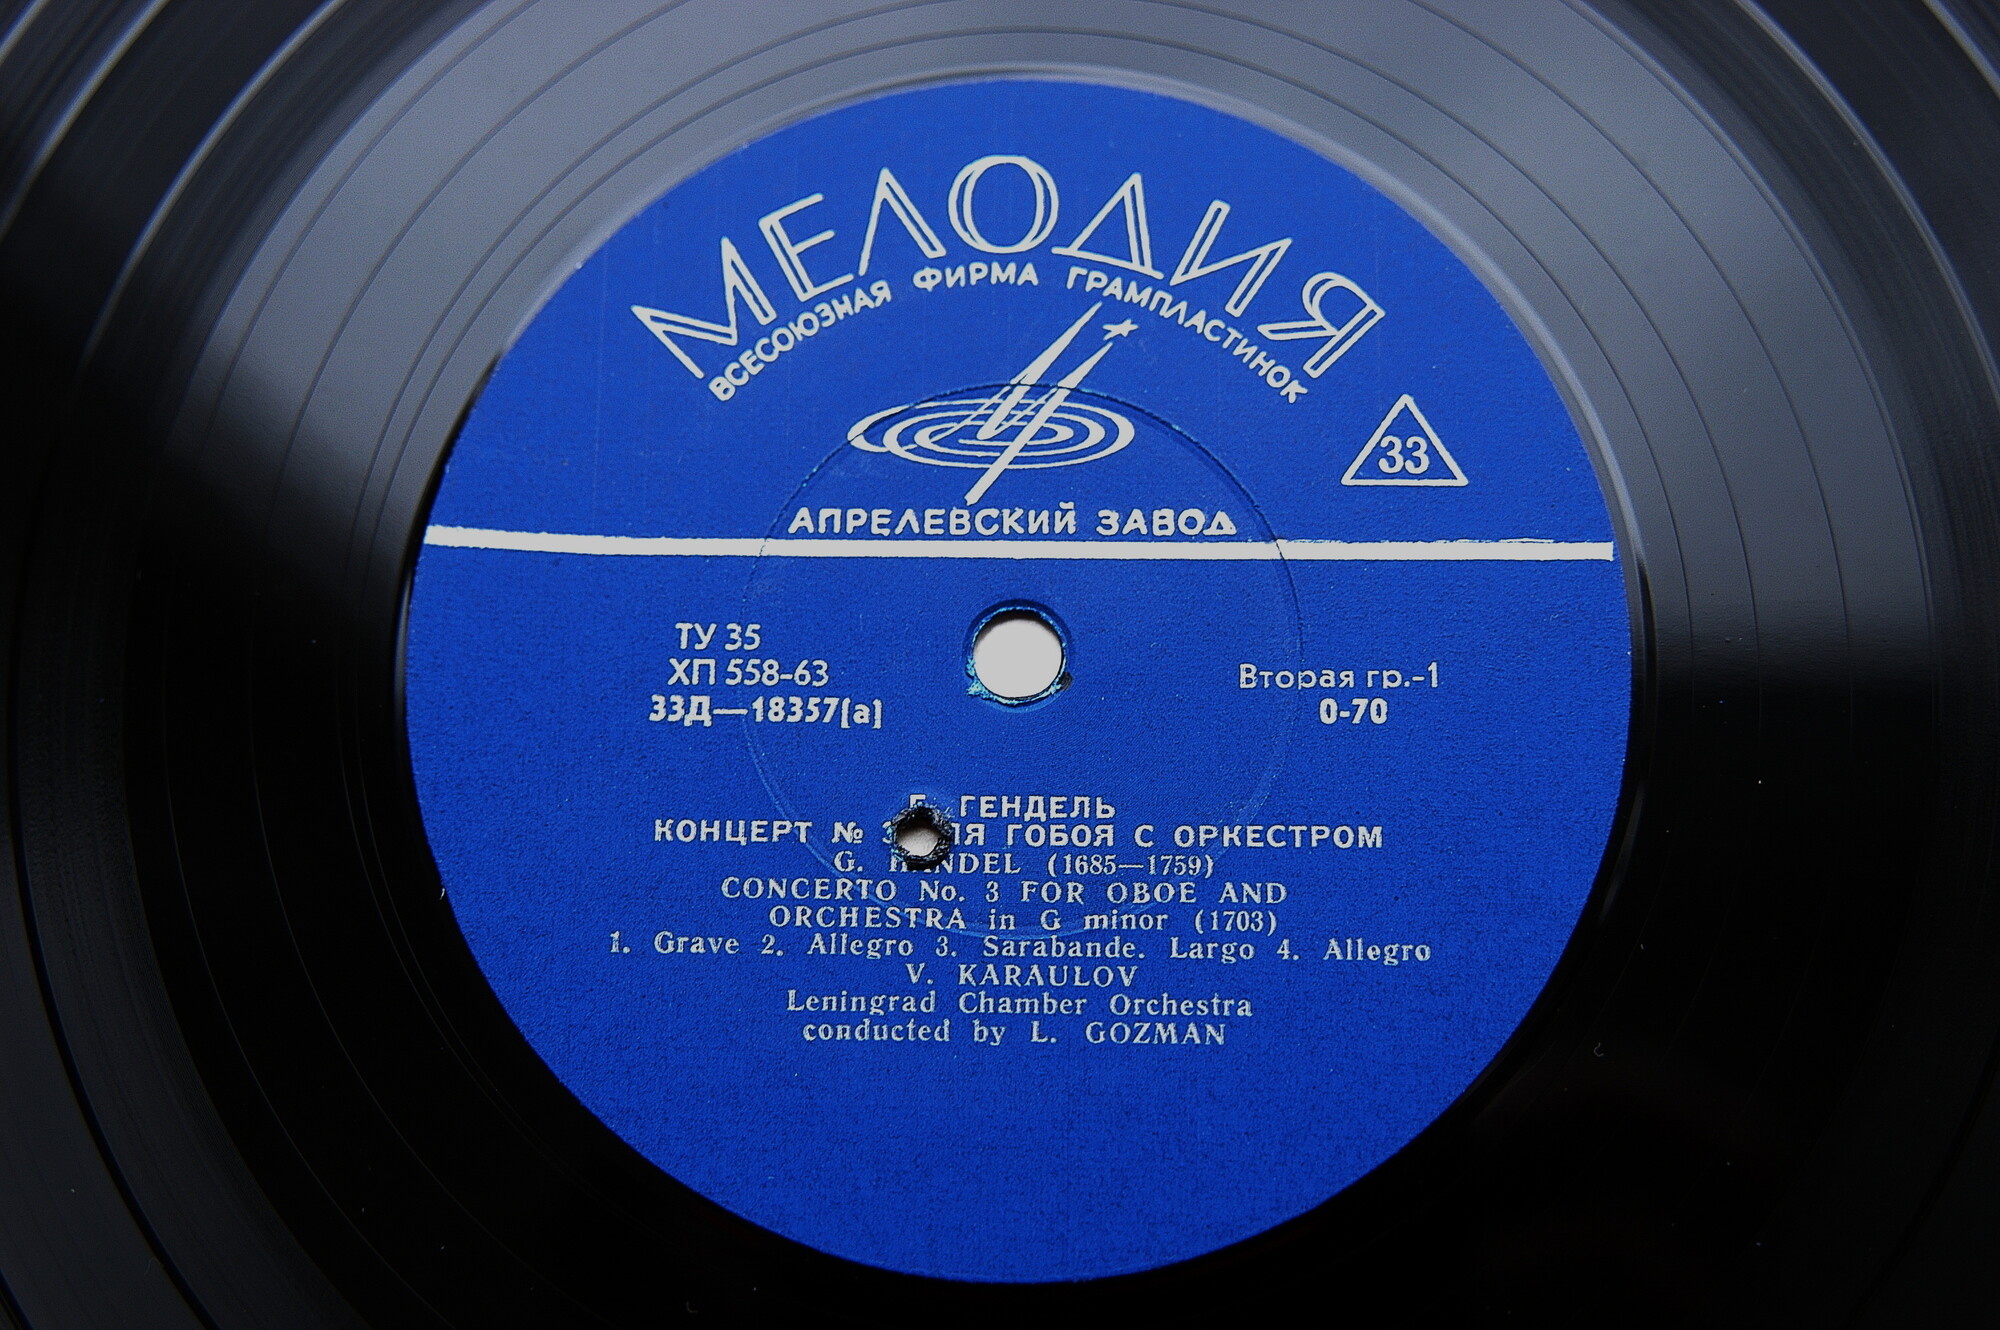 МЕЛОДИЯ
ВСЕСОЮЗНАЯ ФИРМА ГРАМПЛАСТИНОК
33
АПРЕЛЕВСКИЙ ЗАВОД
ТУ 35
ХП 558-63
33Д—18357(а)
Вторая гр.-1
0-70
ГЕНДЕЛЬ
КОНЦЕРТ № ГОБОЯ С ОРКЕСТРОМ
G. (1685—1759)
CONCERTO No. 3 FOR OBOE AND
ORCHESTRA in G minor (1703)
1. Grave 2. Allegro 3. Sarabande. Largo 4. Allegro
V. KARAULOV
Leningrad Chamber Orchestra
conducted by L. GOZMAN